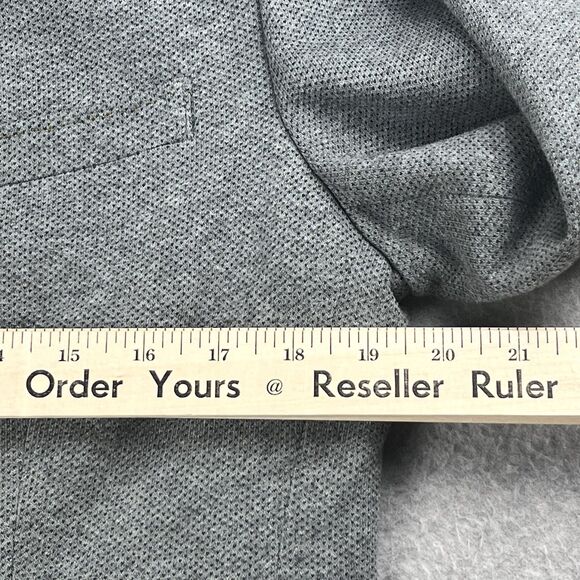 15 16 17 18 19 20 21
Order Yours @ Reseller Ruler